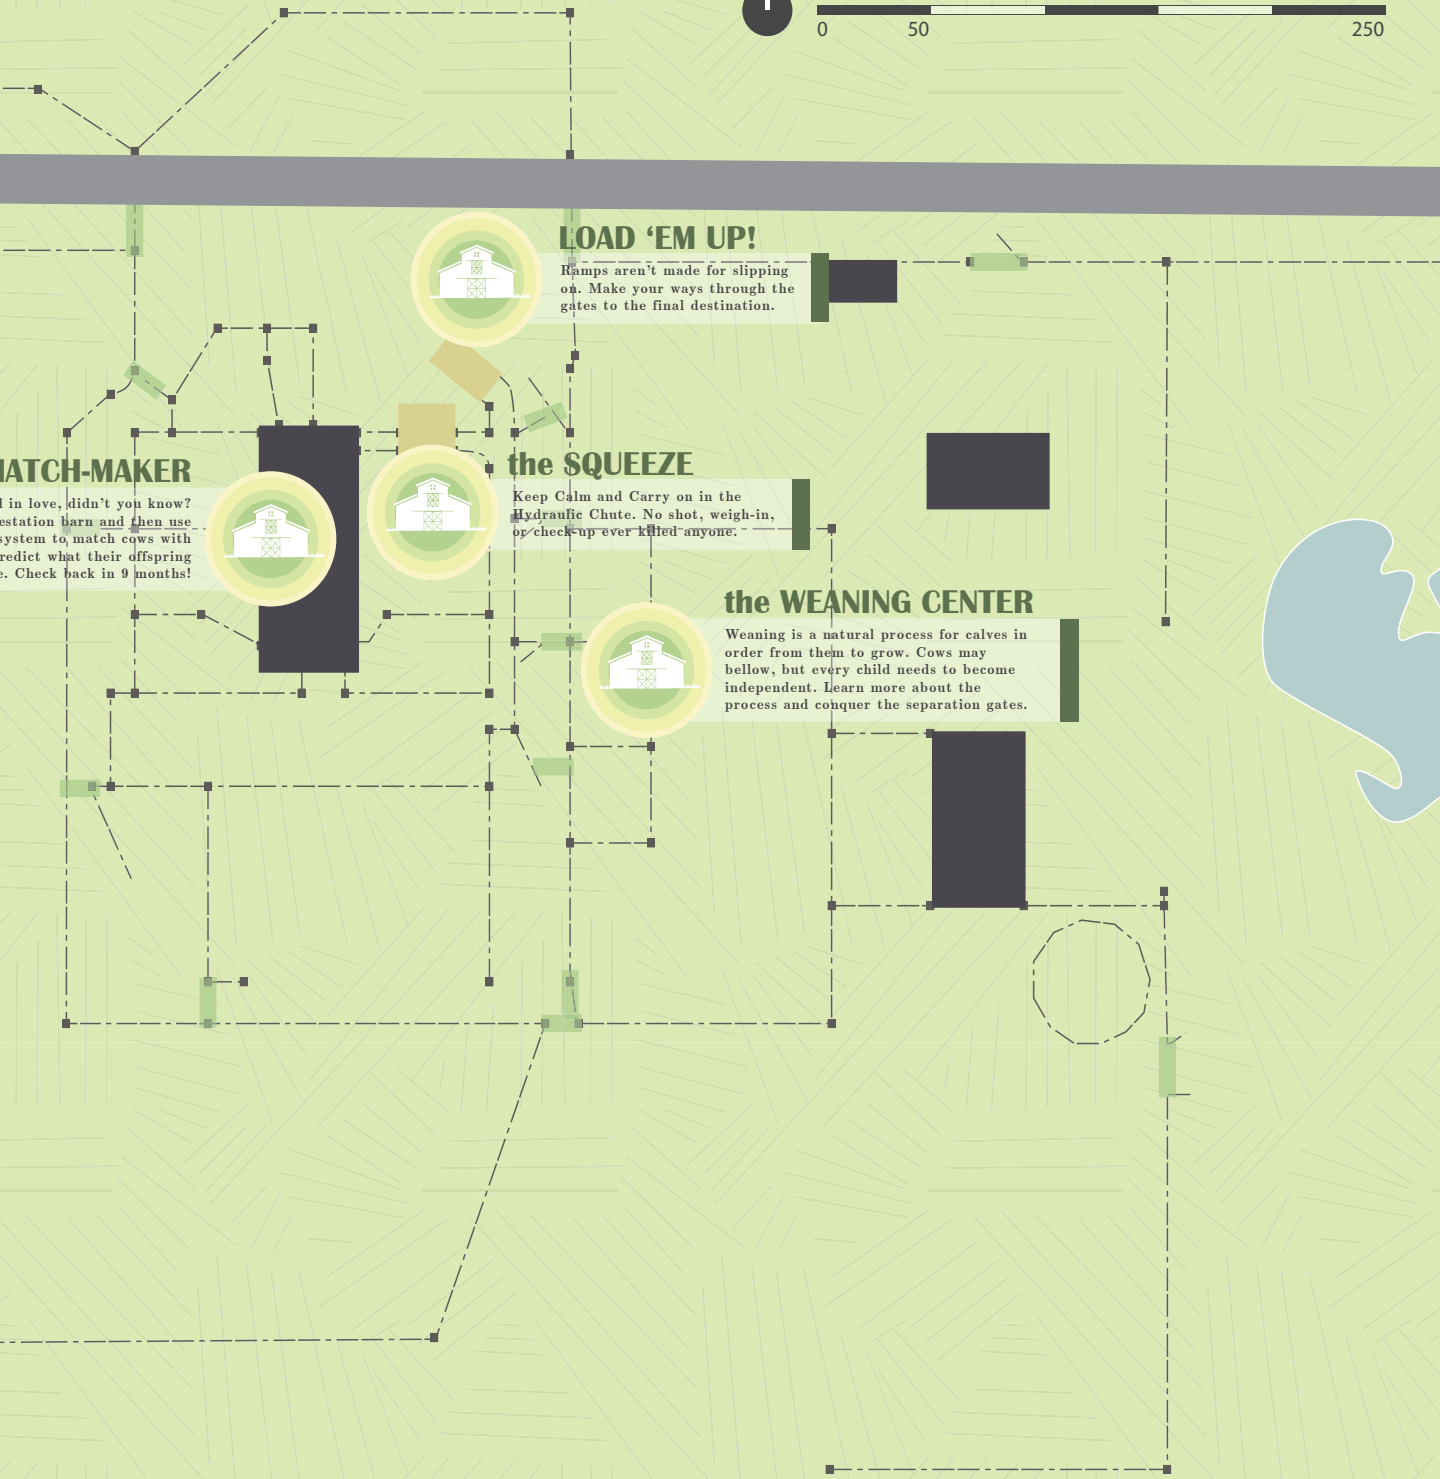 0 50 250
LOAD ‘EM UP!
Ramps aren’t made for slipping
on. Make your ways through the
gates to the final destination.
MATCH-MAKER
in love, didn’t you know?
barn and then use
system to match cows with
what their offspring
Check back in 9 months!
the SQUEEZE
Keep Calm and Carry on in the
Hydraulic Chute. No shot, weigh-in,
or check-up ever killed anyone.
the WEANING CENTER
Weaning is a natural process for calves in
order from them to grow. Cows may
bellow, but every child needs to become
independent. Learn more about the
process and conquer the separation gates.